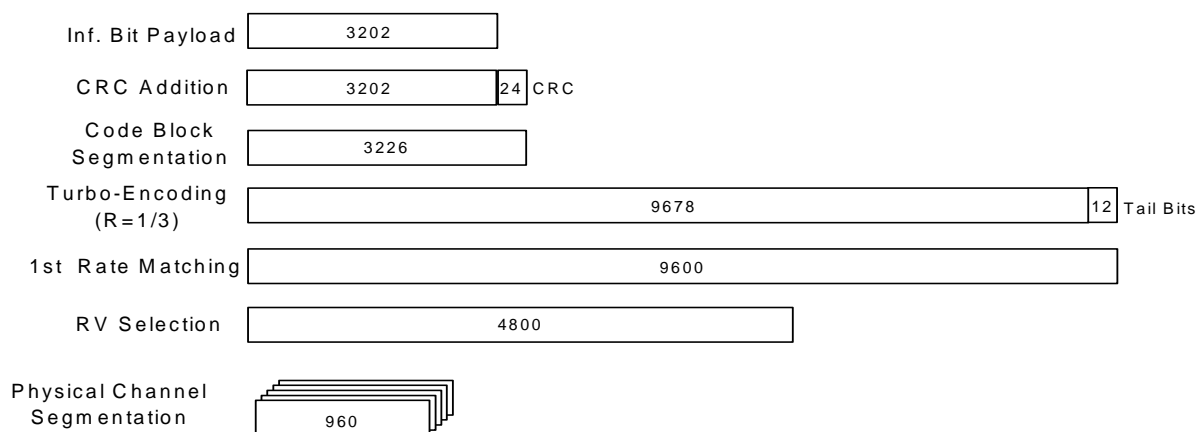 Inf. Bit Payload
3202
CRC Addition
3202
24
CRC
Code Block
Segmentation
3226
Turbo-Encoding
(R=1/3)
9678
12
Tail Bits
1st Rate Matching
9600
RV Selection
4800
Physical Channel
Segmentation
960